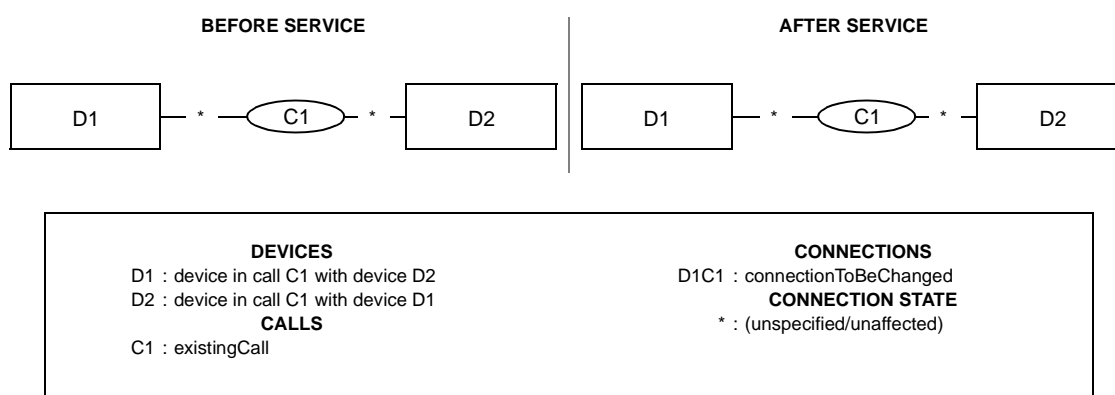 BEFORE SERVICE
AFTER SERVICE
D1 * C1 * D2
D1 * C1 * D2
DEVICES
D1 : device in call C1 with device D2
D2 : device in call C1 with device D1
CALLS
C1 : existingCall
CONNECTIONS
D1C1 : connectionToBeChanged
CONNECTION STATE
* : (unspecified/unaffected)